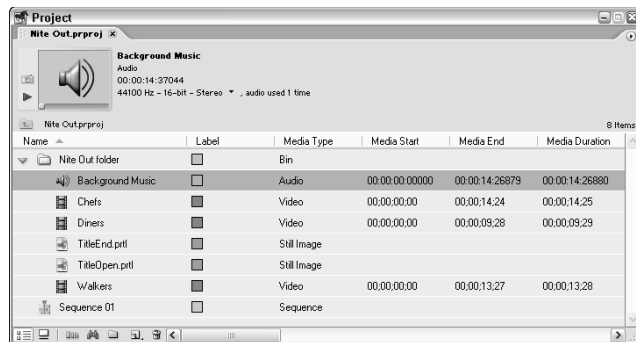 Project
Nite Out.prproj
Background Music
Audio
00:00:14:37044
44100 Hz - 16-bit - Stereo , audio used 1 time
Nite Out.prproj 8 Items
Name Label Media Type Media Start Media End Media Duration
Nite Out folder Bin
Background Music Audio 00:00:00:00000 00:00:14:26879 00:00:14:26880
Chefs Video 00;00;00;00 00;00;14;24 00;00;14;25
Diners Video 00;00;00;00 00;00;09;28 00;00;09;29
TitleEnd.prtl Still Image
TitleOpen.prtl Still Image
Walkers Video 00;00;00;00 00;00;13;27 00;00;13;28
Sequence 01 Sequence